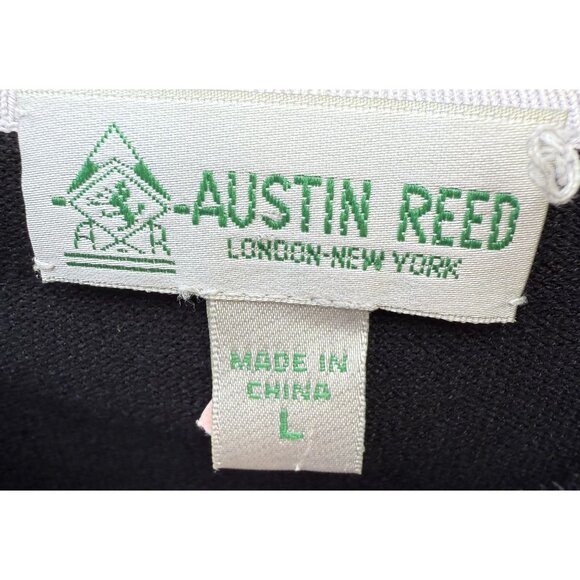 AUSTIN REED
LONDON-NEW YORK
A R
MADE IN
CHINA
L